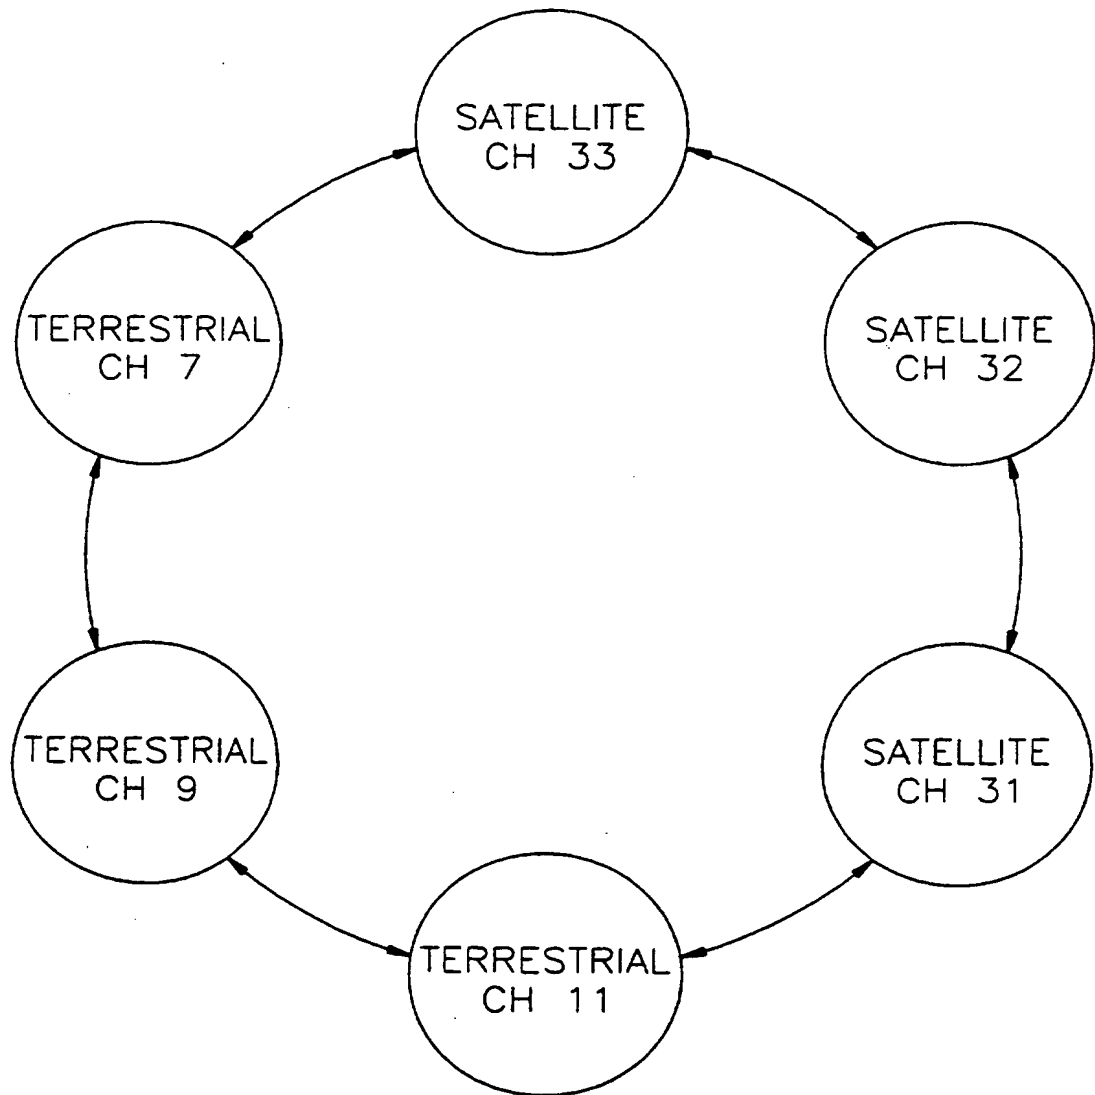 SATELLITE
CH 33
TERRESTRIAL
CH 7
SATELLITE
CH 32
TERRESTRIAL
CH 9
SATELLITE
CH 31
TERRESTRIAL
CH 11